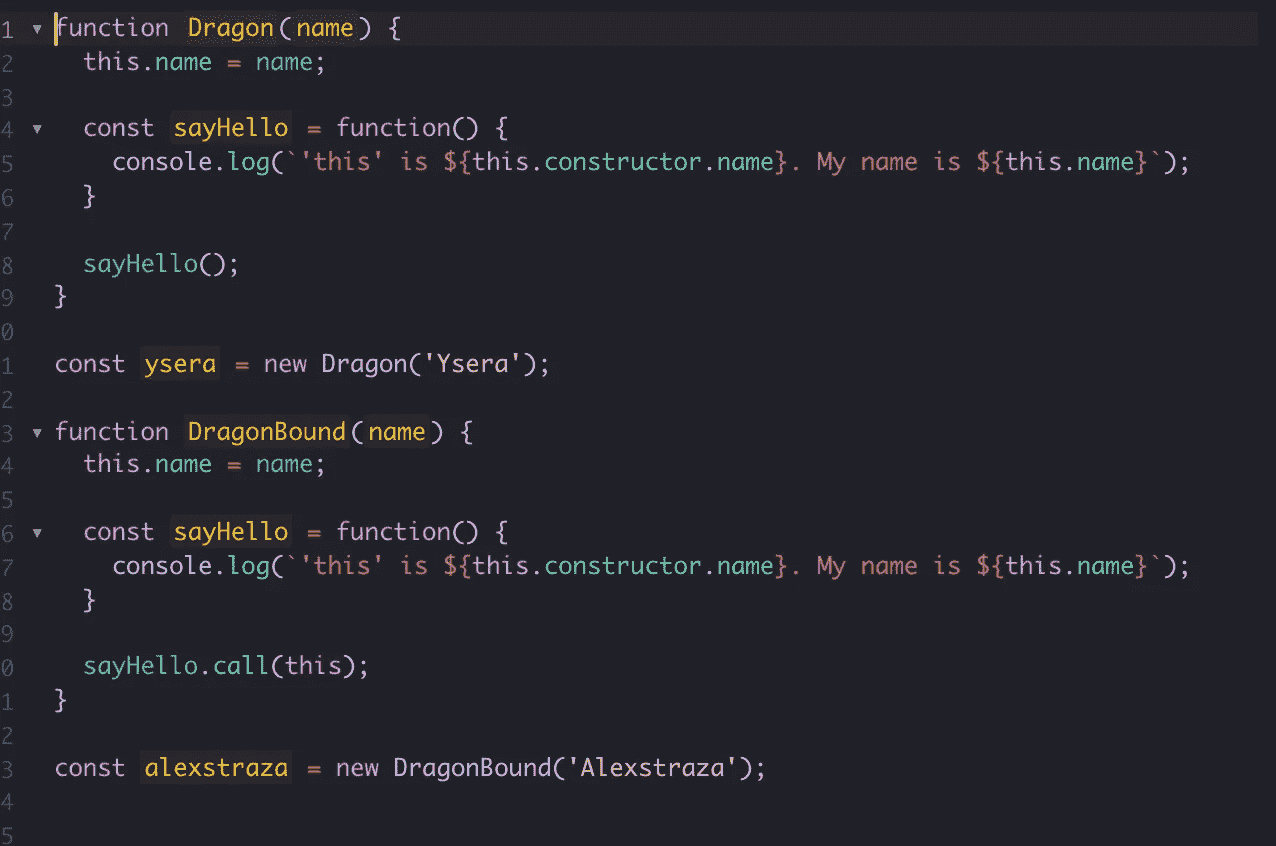 1 ▾ function Dragon(name) {
2     this.name = name;
3
4 ▾   const sayHello = function() {
5       console.log(`'this' is ${this.constructor.name}. My name is ${this.name}`);
6     }
7
8     sayHello();
9   }
0
1   const ysera = new Dragon('Ysera');
2
3 ▾ function DragonBound(name) {
4     this.name = name;
5
6 ▾   const sayHello = function() {
7       console.log(`'this' is ${this.constructor.name}. My name is ${this.name}`);
8     }
9
0     sayHello.call(this);
1   }
2
3   const alexstraza = new DragonBound('Alexstraza');
4
5